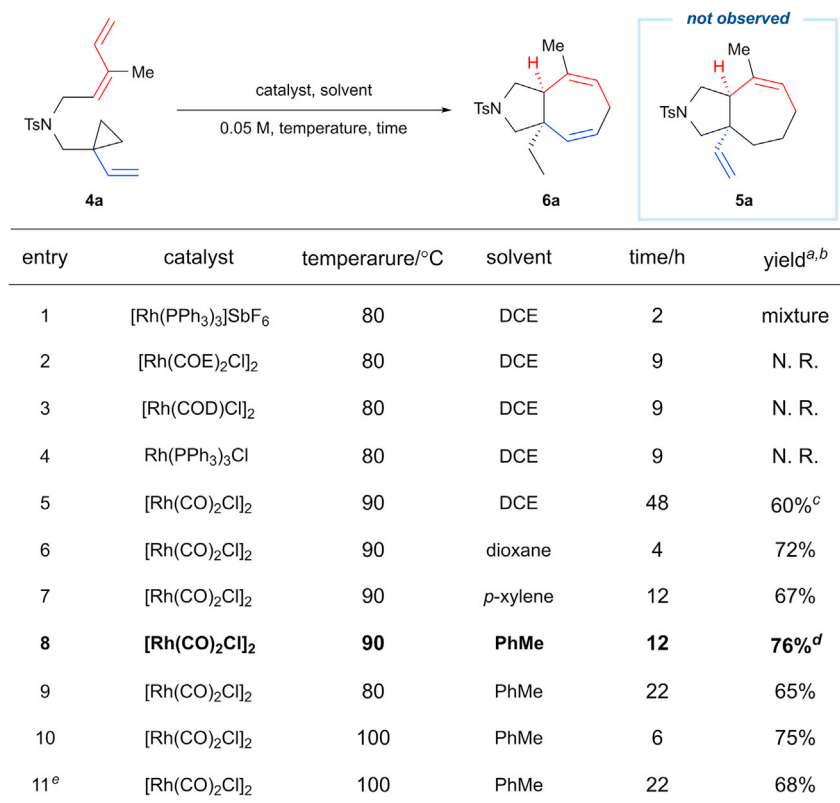 not observed
Me
TsN
4a
catalyst, solvent
0.05 M, temperature, time
Me
H
TsN
6a
Me
H
TsN
5a
entry catalyst temperarure/°C solvent time/h yield^a,b
1 [Rh(PPh₃)₃]SbF₆ 80 DCE 2 mixture
2 [Rh(COE)₂Cl]₂ 80 DCE 9 N. R.
3 [Rh(COD)Cl]₂ 80 DCE 9 N. R.
4 Rh(PPh₃)₃Cl 80 DCE 9 N. R.
5 [Rh(CO)₂Cl]₂ 90 DCE 48 60%^c
6 [Rh(CO)₂Cl]₂ 90 dioxane 4 72%
7 [Rh(CO)₂Cl]₂ 90 p-xylene 12 67%
8 [Rh(CO)₂Cl]₂ 90 PhMe 12 76%^d
9 [Rh(CO)₂Cl]₂ 80 PhMe 22 65%
10 [Rh(CO)₂Cl]₂ 100 PhMe 6 75%
11^e [Rh(CO)₂Cl]₂ 100 PhMe 22 68%